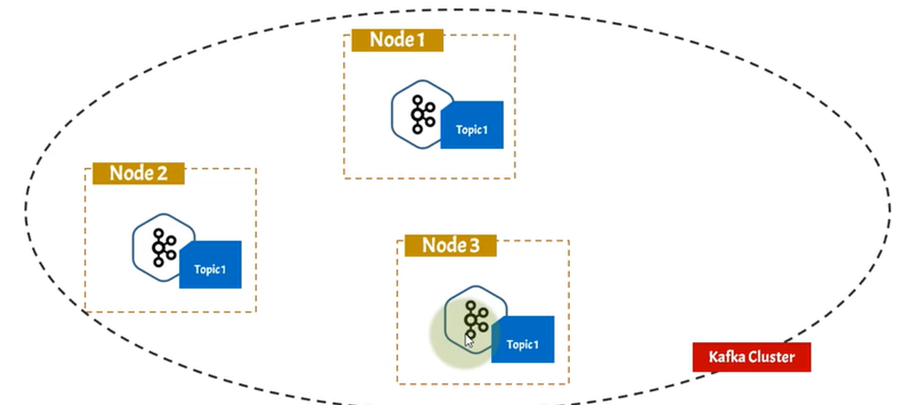 Node 1
Topic1
Node 2
Topic1
Node 3
Topic1
Kafka Cluster